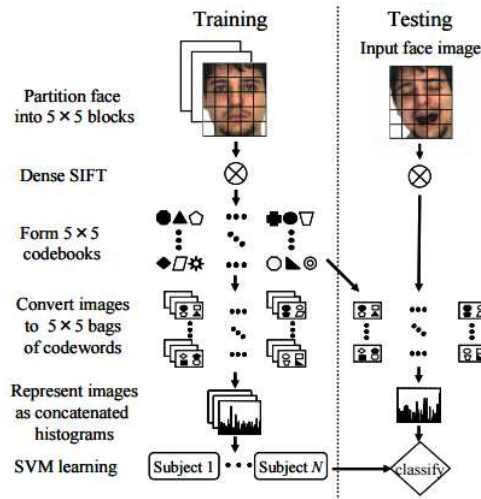 Training
Testing
Input face image
Partition face
into 5×5 blocks
Dense SIFT
Form 5×5
codebooks
Convert images
to 5×5 bags
of codewords
Represent images
as concatenated
histograms
SVM learning
Subject 1
Subject N
classify